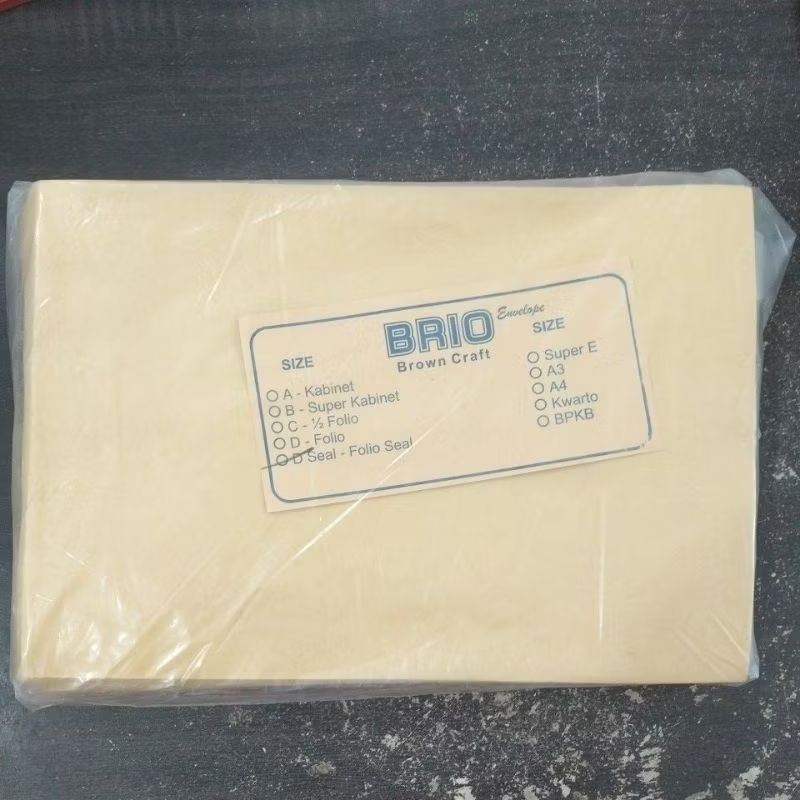 BRIO Envelope
Brown Craft
SIZE
○ A - Kabinet
○ B - Super Kabinet
○ C - ½ Folio
○ D - Folio
○ D Seal - Folio Seal
SIZE
○ Super E
○ A3
○ A4
○ Kwarto
○ BPKB